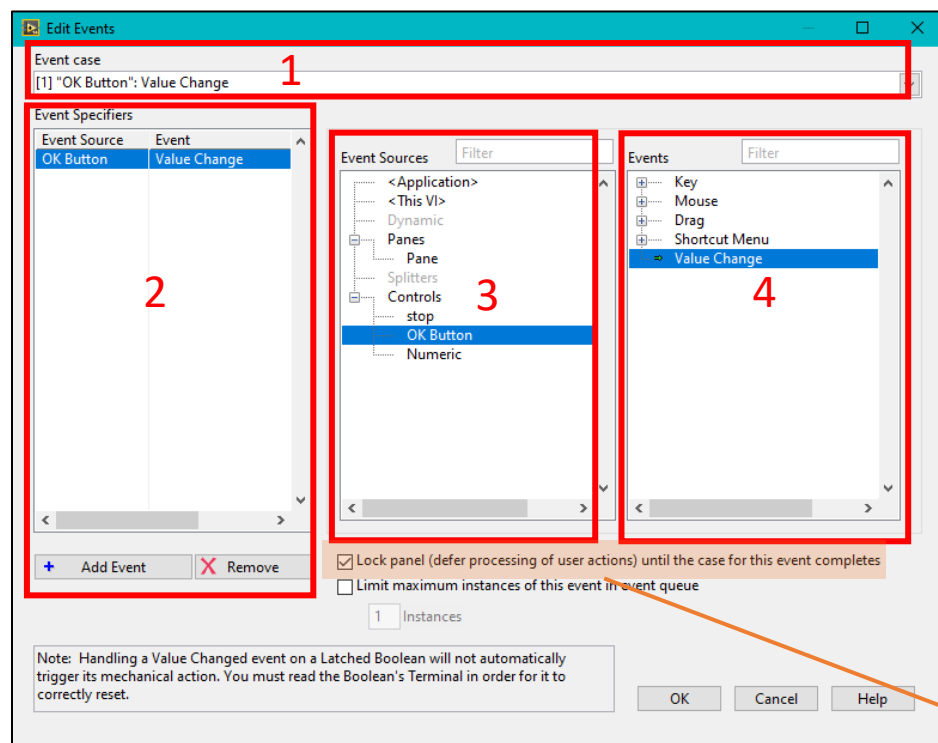 Edit Events
Event case
1
[1] "OK Button": Value Change
Event Specifiers
Event Source Event
OK Button Value Change
2
+ Add Event
X Remove
Event Sources Filter
<Application>
<This VI>
Dynamic
Panes
Pane
Splitters
Controls
3
stop
OK Button
Numeric
Events Filter
Key
Mouse
Drag
Shortcut Menu
Value Change
4
Lock panel (defer processing of user actions) until the case for this event completes
Limit maximum instances of this event in event queue
1 Instances
Note: Handling a Value Changed event on a Latched Boolean will not automatically
trigger its mechanical action. You must read the Boolean's Terminal in order for it to
correctly reset.
OK Cancel Help